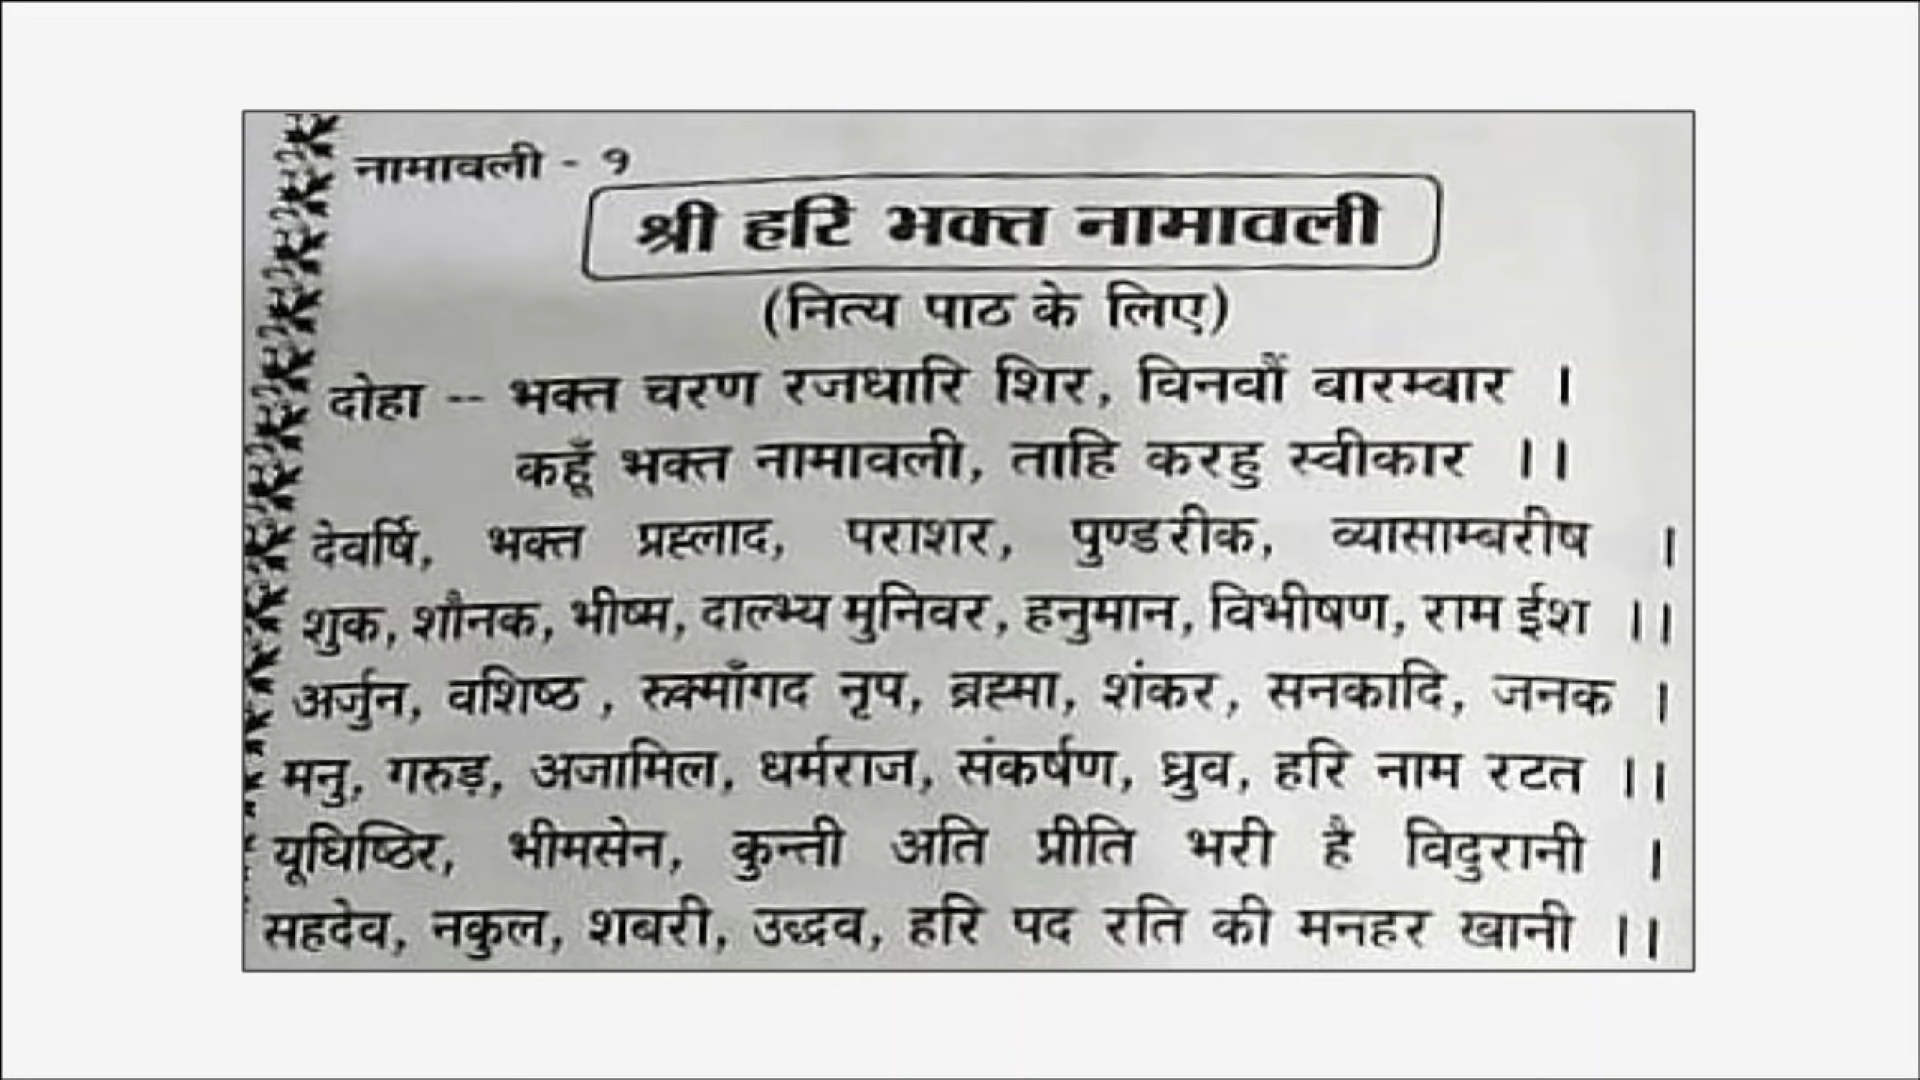 नामावली - १
श्री हरि भक्त नामावली
(नित्य पाठ के लिए)
दोहा -- भक्त चरण रजधारि शिर, विनवौं बारम्बार ।
कहूँ भक्त नामावली, ताहि करहु स्वीकार ।।
देवर्षि, भक्त प्रह्लाद, पराशर, पुण्डरीक, व्यासाम्बरीष ।
शुक, शौनक, भीष्म, दाल्भ्य मुनिवर, हनुमान, विभीषण, राम ईश ।।
अर्जुन, वशिष्ठ , रुक्माँगद नृप, ब्रह्मा, शंकर, सनकादि, जनक ।
मनु, गरुड़, अजामिल, धर्मराज, संकर्षण, ध्रुव, हरि नाम रटत ।।
यूधिष्ठिर, भीमसेन, कुन्ती अति प्रीति भरी है विदुरानी ।
सहदेव, नकुल, शबरी, उद्धव, हरि पद रति की मनहर खानी ।।